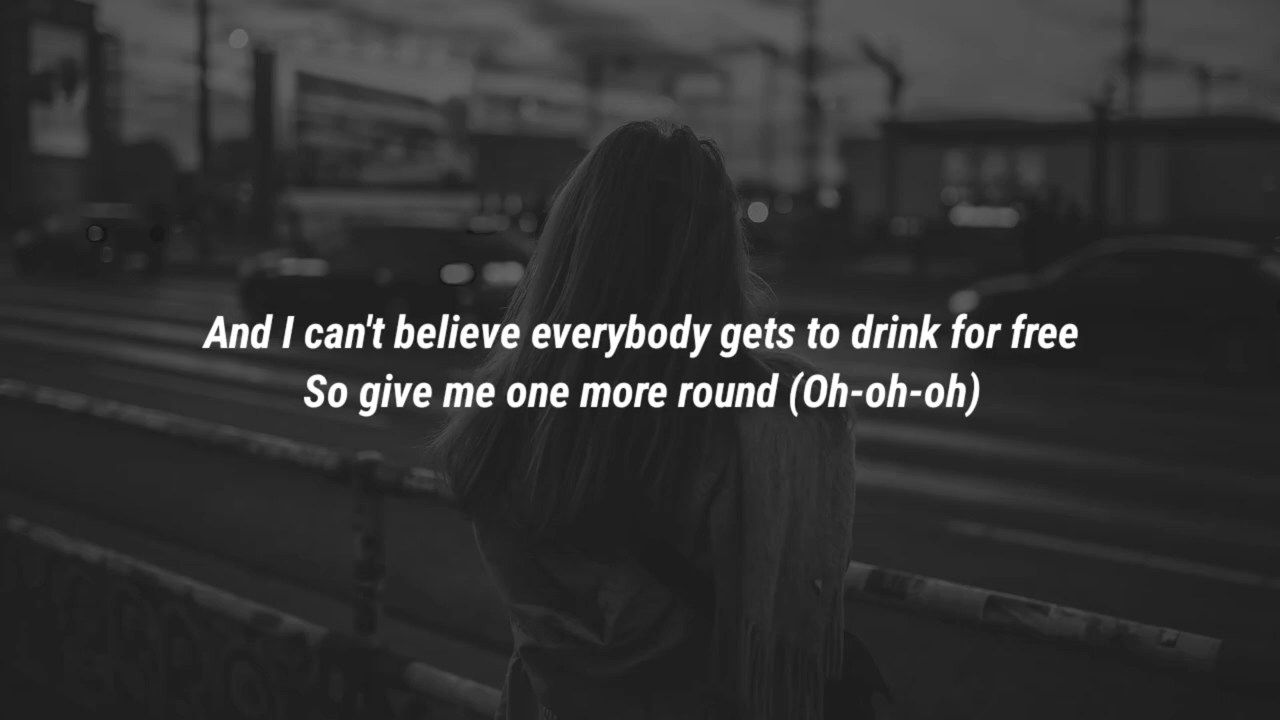 And I can't believe everybody gets to drink for free
So give me one more round (Oh-oh-oh)